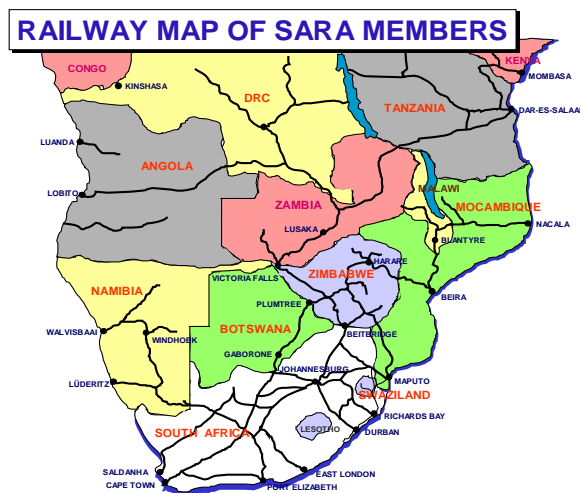 RAILWAY MAP OF SARA MEMBERS
KENYA
CONGO
MOMBASA
KINSHASA
DRC
TANZANIA
DAR-ES-SALAA
LUANDA
ANGOLA
MALAWI
LOBITO
ZAMBIA
MOCAMBIQUE
NACALA
LUSAKA
BLANTYRE
HARARE
VICTORIA FALLS
ZIMBABWE
NAMIBIA
BEIRA
PLUMTREE
WALVISBAAI
BOTSWANA
BEITBRIDGE
WINDHOEK
GABORONE
JOHANNESBURG
LÜDERITZ
MAPUTO
SWAZILAND
RICHARDS BAY
SOUTH AFRICA
LESOTHO
DURBAN
SALDANHA
EAST LONDON
CAPE TOWN
PORT ELIZABETH